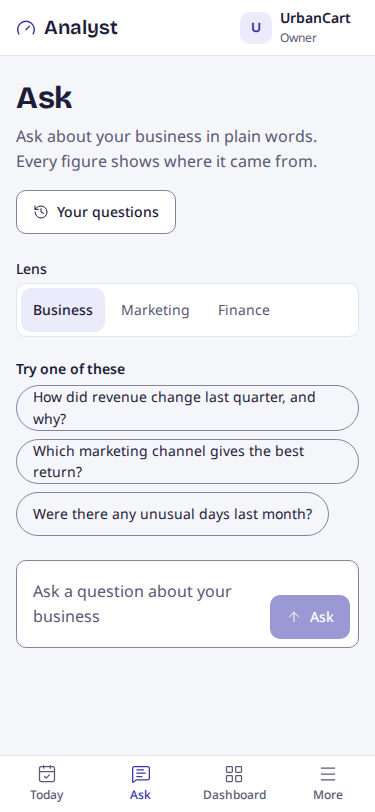 Analyst
U
UrbanCart
Owner
Ask
Ask about your business in plain words.
Every figure shows where it came from.
Your questions
Lens
Business
Marketing
Finance
Try one of these
How did revenue change last quarter, and
why?
Which marketing channel gives the best
return?
Were there any unusual days last month?
Ask a question about your
business
Ask
Today
Ask
Dashboard
More